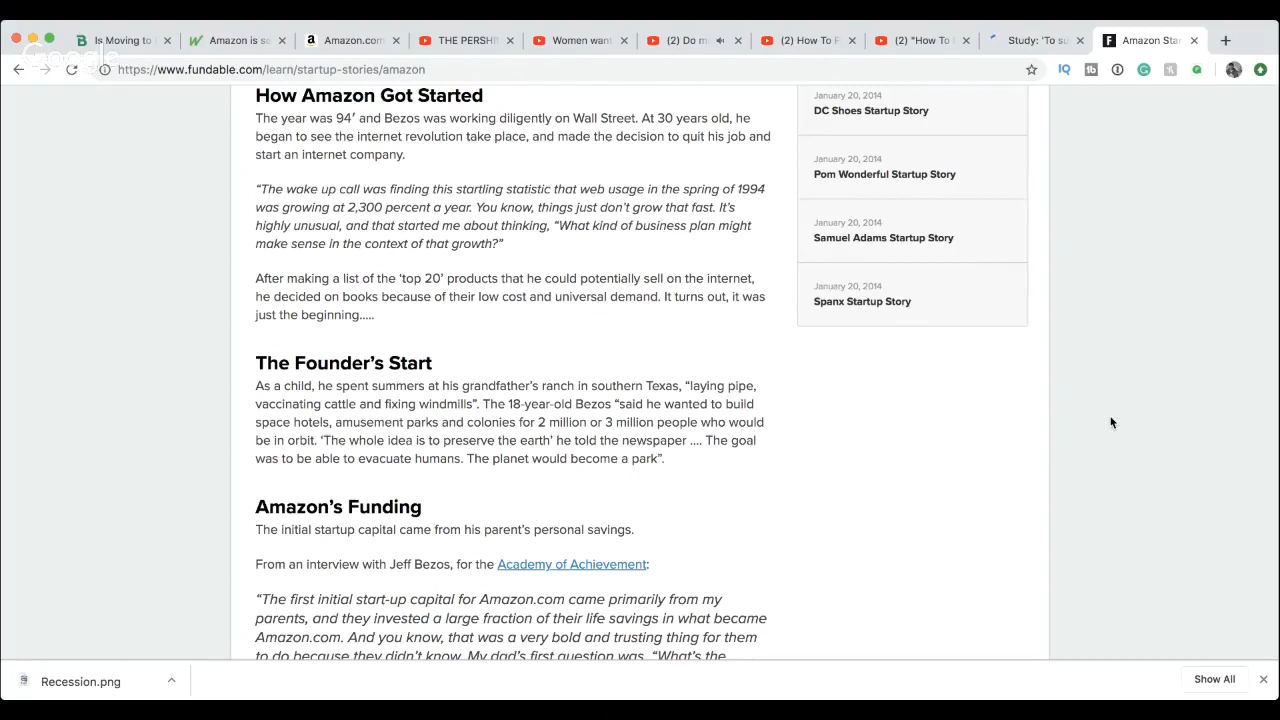 Google
Is Moving to
Amazon is se
Amazon.com
THE PERSHI
Women want
(2) Do m
(2) How To F
(2) "How To
Study: 'To su
Amazon Star
https://www.fundable.com/learn/startup-stories/amazon
How Amazon Got Started
The year was 94′ and Bezos was working diligently on Wall Street. At 30 years old, he
began to see the internet revolution take place, and made the decision to quit his job and
start an internet company.
“The wake up call was finding this startling statistic that web usage in the spring of 1994
was growing at 2,300 percent a year. You know, things just don’t grow that fast. It’s
highly unusual, and that started me about thinking, “What kind of business plan might
make sense in the context of that growth?”
After making a list of the ‘top 20’ products that he could potentially sell on the internet,
he decided on books because of their low cost and universal demand. It turns out, it was
just the beginning…..
The Founder’s Start
As a child, he spent summers at his grandfather’s ranch in southern Texas, “laying pipe,
vaccinating cattle and fixing windmills”. The 18-year-old Bezos “said he wanted to build
space hotels, amusement parks and colonies for 2 million or 3 million people who would
be in orbit. ‘The whole idea is to preserve the earth’ he told the newspaper …. The goal
was to be able to evacuate humans. The planet would become a park”.
Amazon’s Funding
The initial startup capital came from his parent’s personal savings.
From an interview with Jeff Bezos, for the Academy of Achievement:
“The first initial start-up capital for Amazon.com came primarily from my
parents, and they invested a large fraction of their life savings in what became
Amazon.com. And you know, that was a very bold and trusting thing for them
to do because they didn’t know. My dad’s first question was, “What’s the
January 20, 2014
DC Shoes Startup Story
January 20, 2014
Pom Wonderful Startup Story
January 20, 2014
Samuel Adams Startup Story
January 20, 2014
Spanx Startup Story
Recession.png
Show All